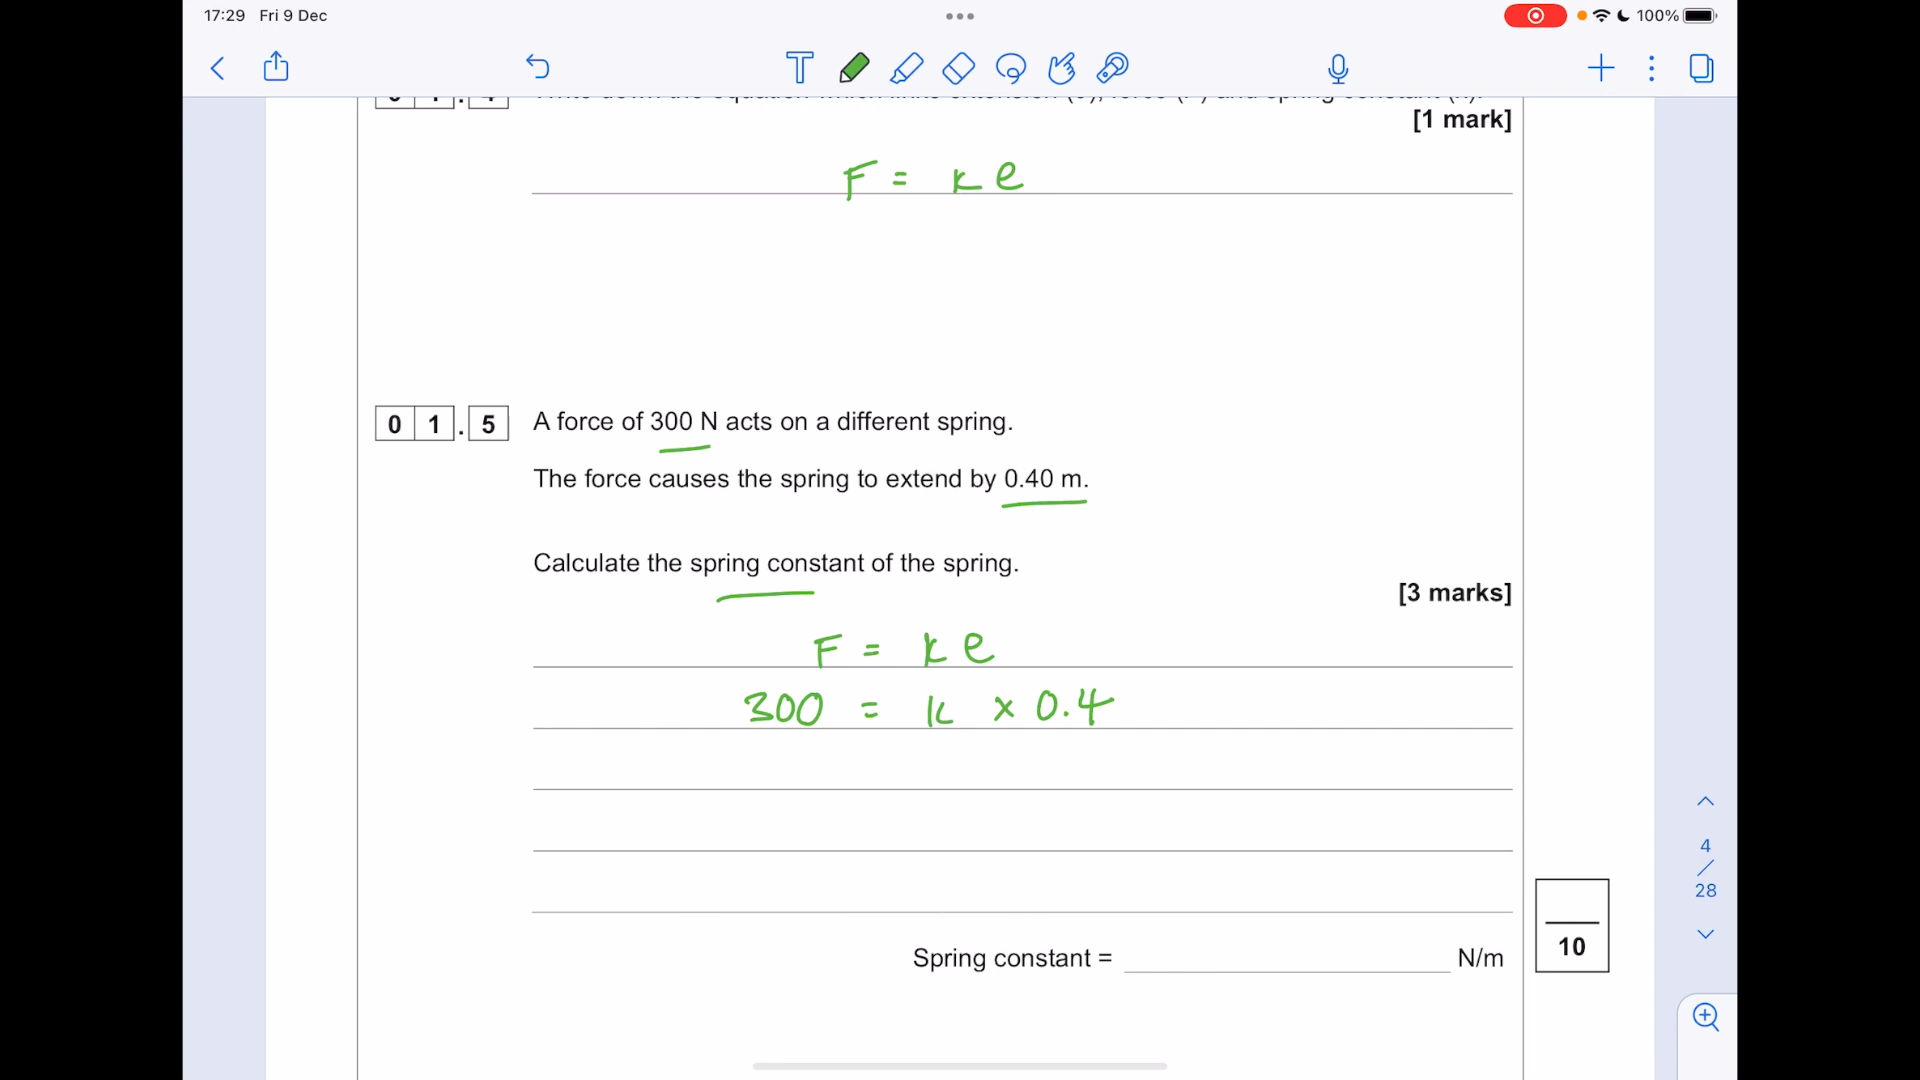 17:29 Fri 9 Dec
100%
[1 mark]
F = k e
0 1 . 5 A force of 300 N acts on a different spring.
The force causes the spring to extend by 0.40 m.
Calculate the spring constant of the spring.
[3 marks]
F = k e
300 = k × 0.4
Spring constant = N/m
10
4
/
28